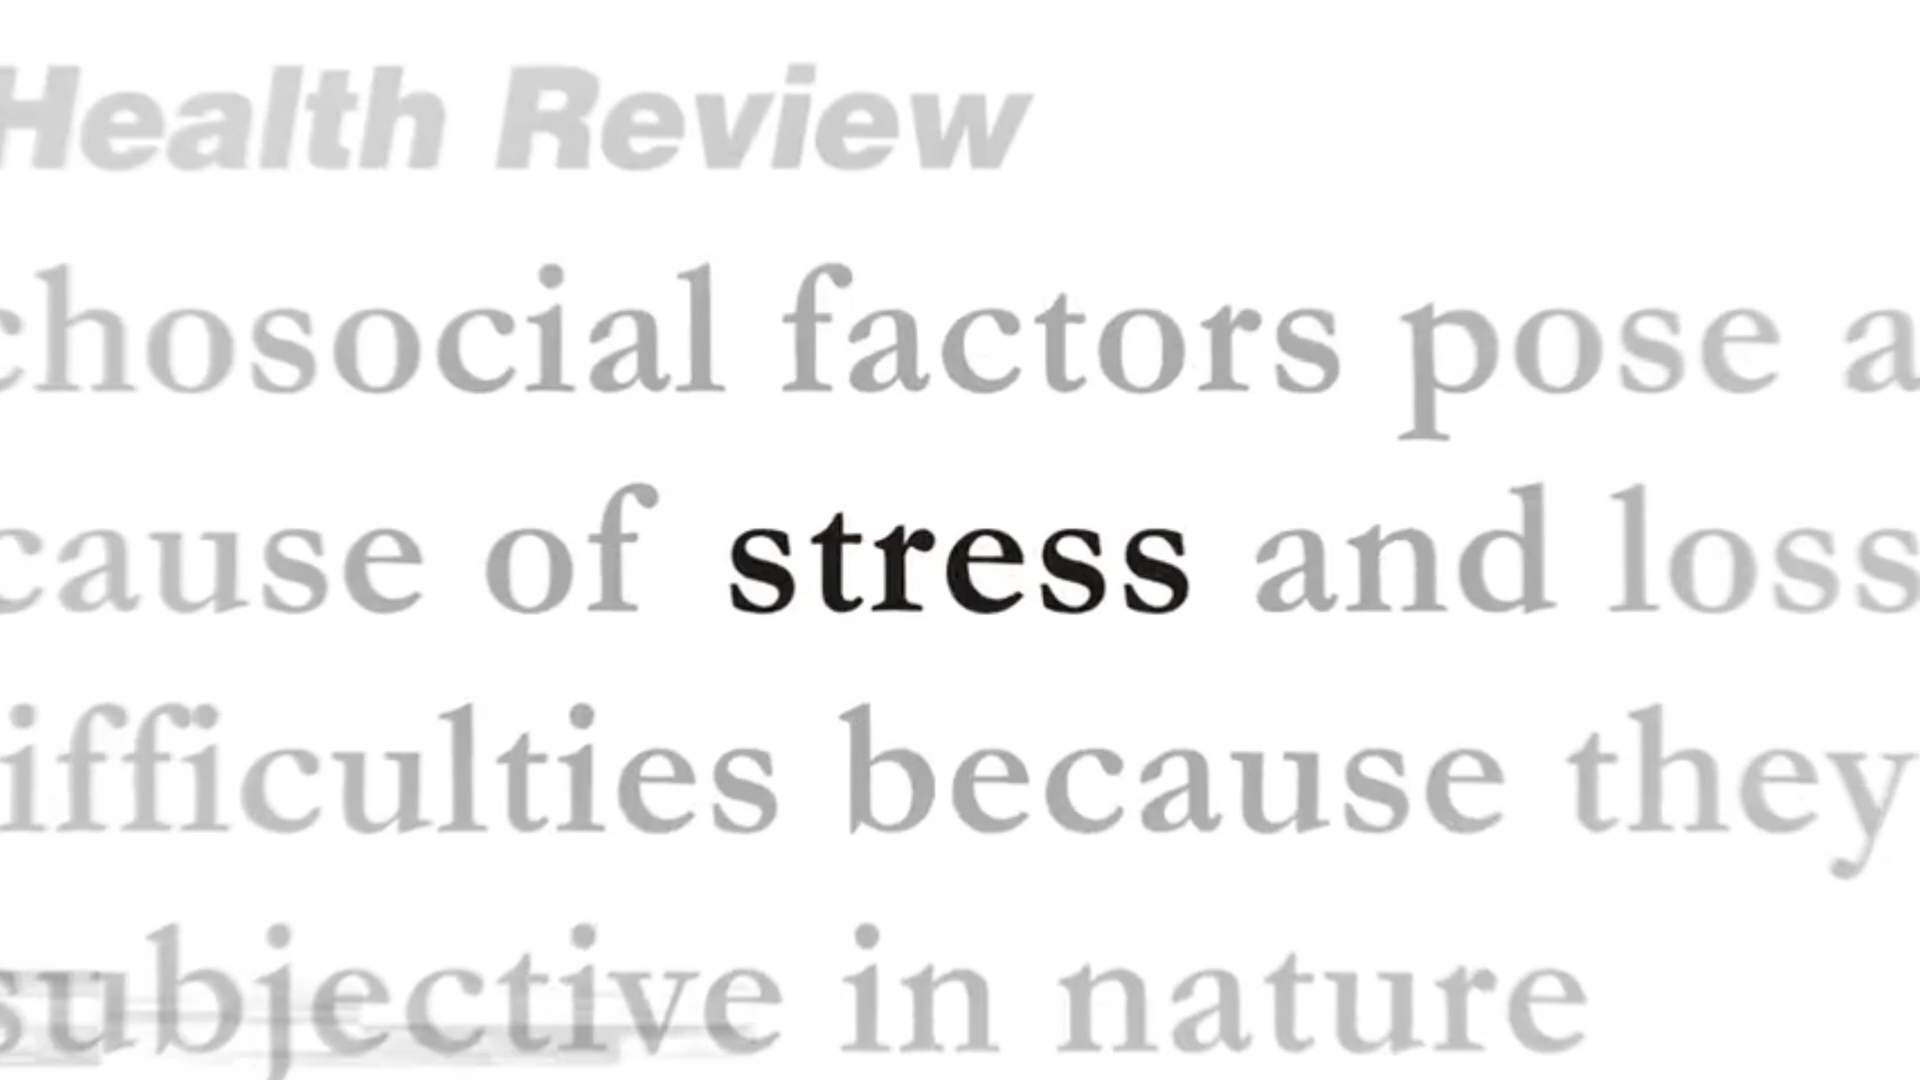 Health Review
chosocial factors pose a
cause of stress and loss
ifficulties because they
subjective in nature